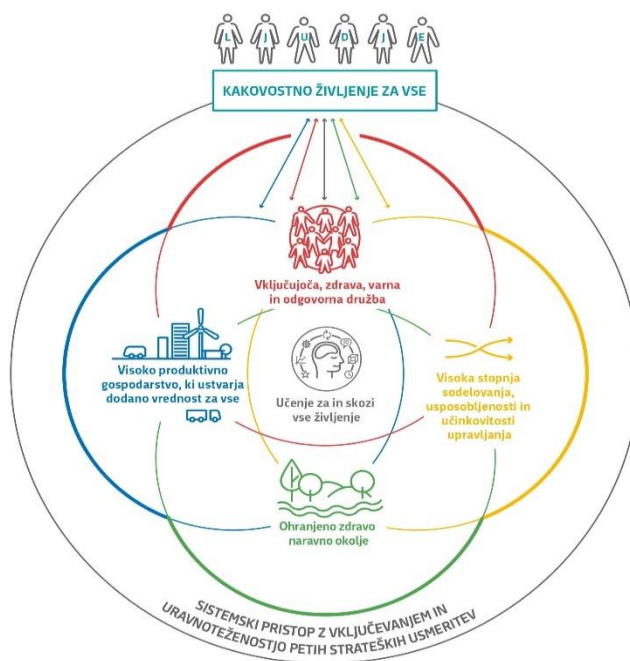 L J U D J E
KAKOVOSTNO ŽIVLJENJE ZA VSE
Vključujoča, zdrava, varna
in odgovorna družba
Visoko produktivno
gospodarstvo, ki ustvarja
dodano vrednost za vse
Učenje za in skozi
vse življenje
Visoka stopnja
sodelovanja,
usposobljenosti in
učinkovitosti
upravljanja
Ohranjeno zdravo
naravno okolje
SISTEMSKI PRISTOP Z VKLJUČEVANJEM IN
URAVNOTEŽENOSTJO PETIH STRATEŠKIH USMERITEV